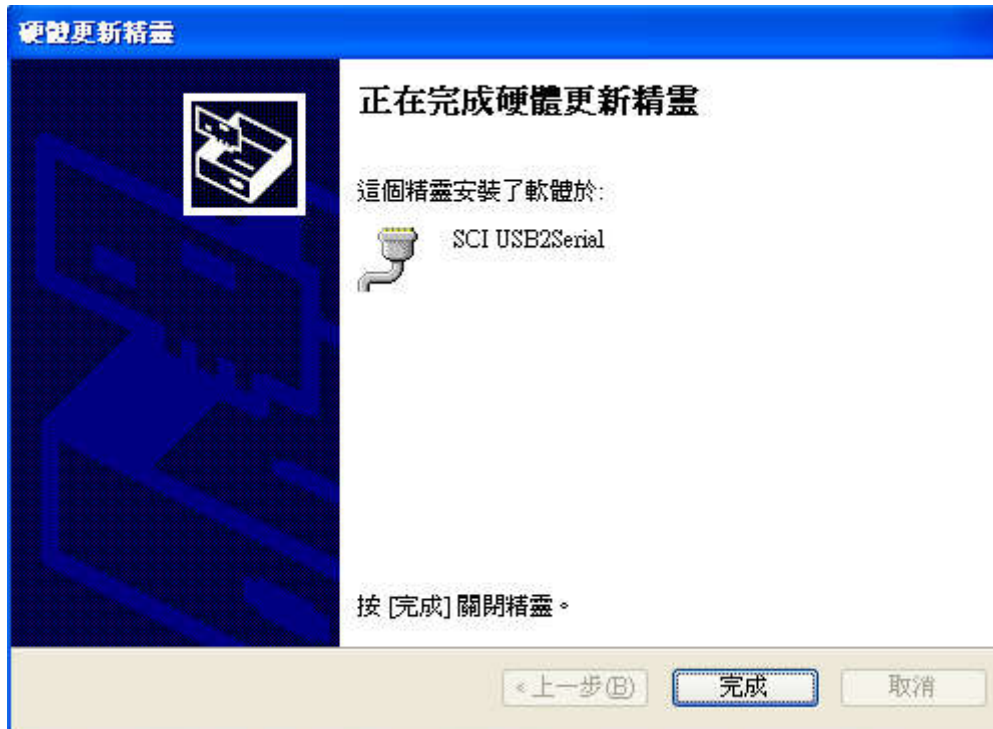 硬體更新精靈
正在完成硬體更新精靈
這個精靈安裝了軟體於:
SCI USB2Serial
按 [完成] 關閉精靈。
<上一步(B)
完成
取消